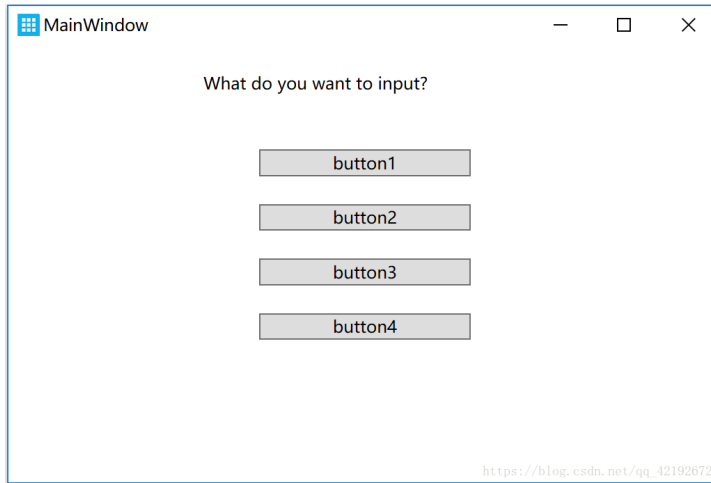 MainWindow
What do you want to input?
button1
button2
button3
button4
https://blog.csdn.net/qq_42192672